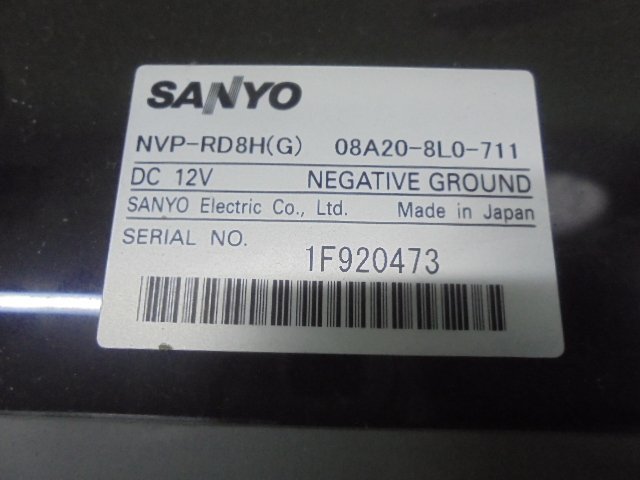 SANYO
NVP-RD8H(G) 08A20-8L0-711
DC 12V NEGATIVE GROUND
SANYO Electric Co., Ltd. Made in Japan
SERIAL NO. 1F920473